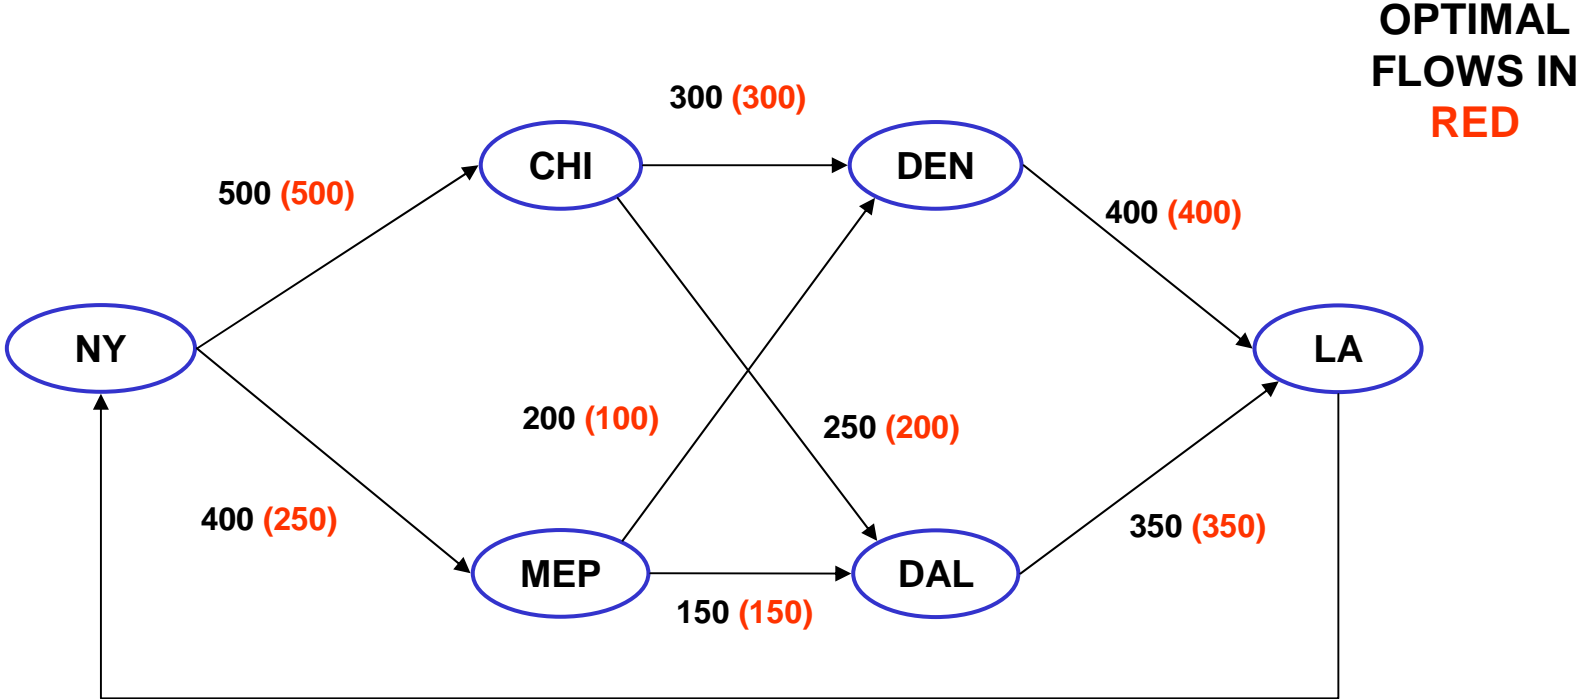 OPTIMAL
FLOWS IN
RED
300 (300)
CHI
DEN
500 (500)
400 (400)
NY
LA
200 (100)
250 (200)
400 (250)
350 (350)
MEP
DAL
150 (150)